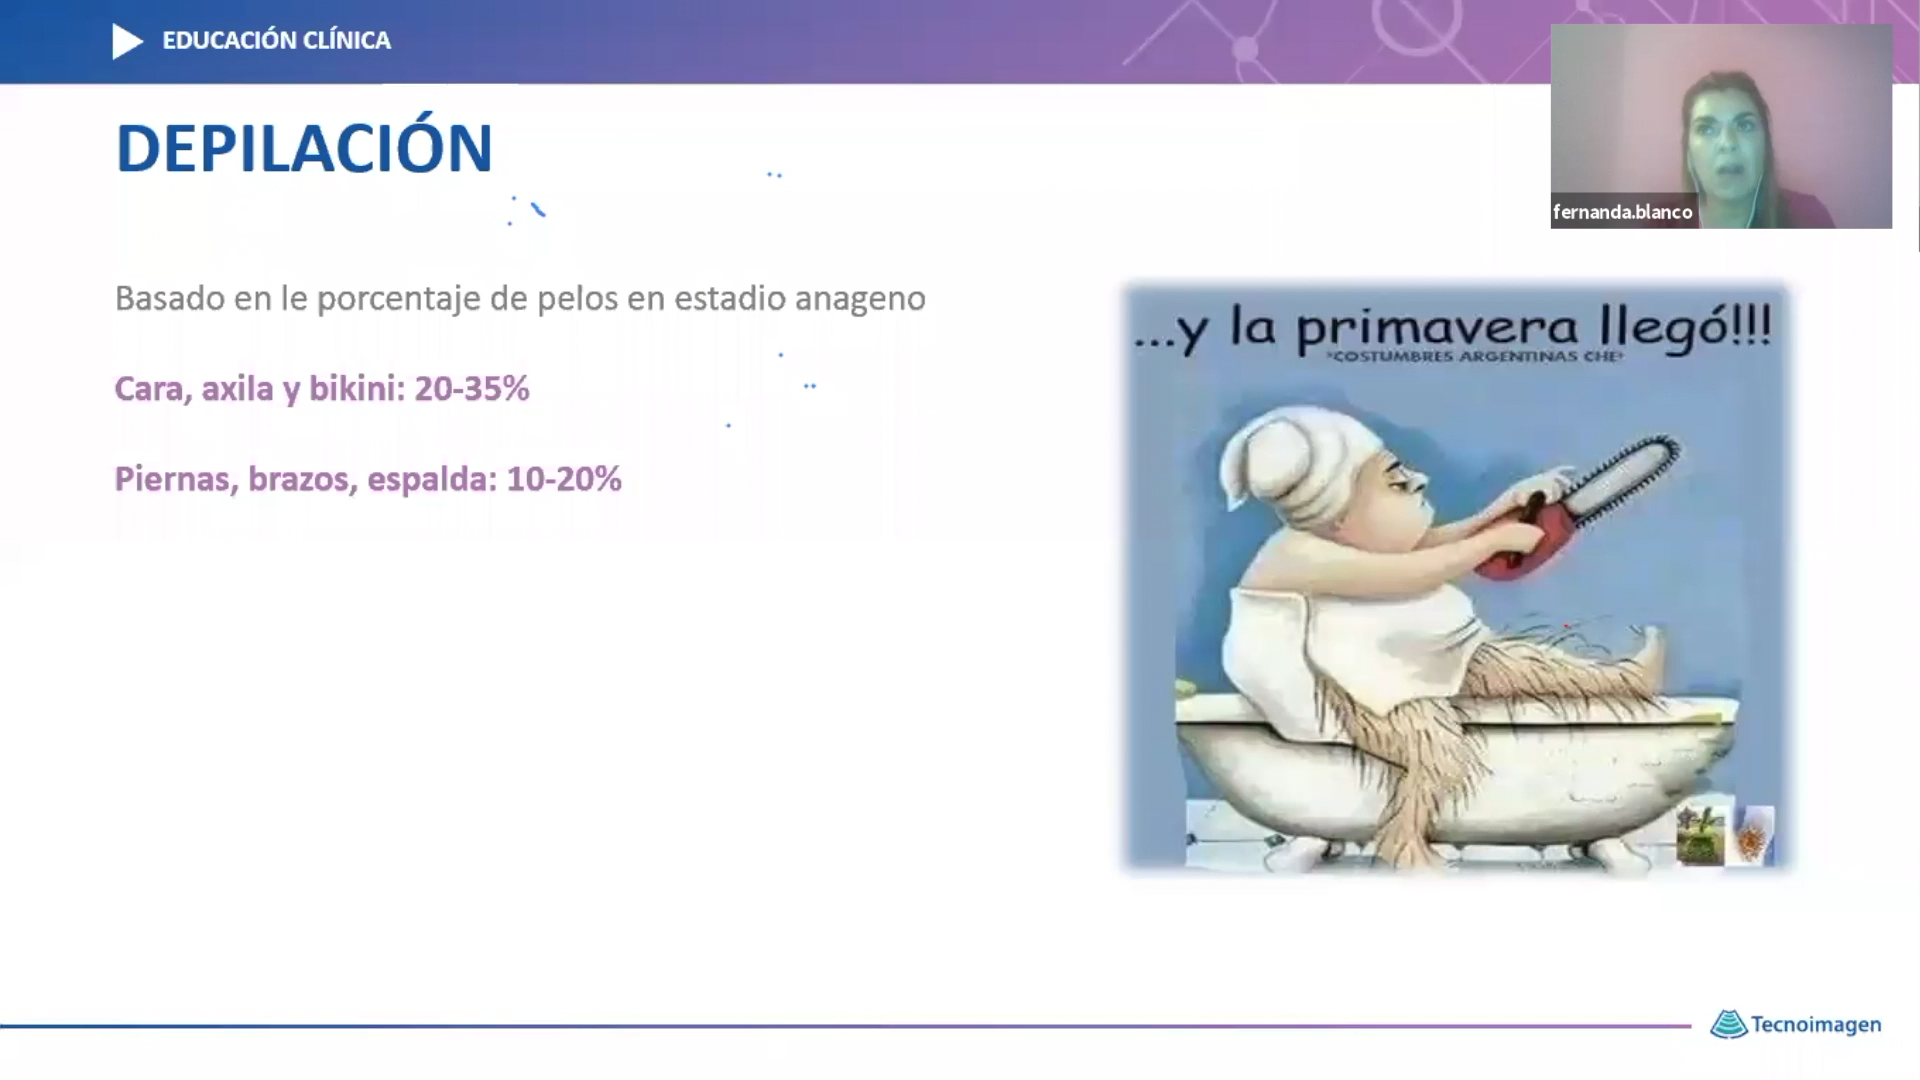 EDUCACIÓN CLÍNICA
DEPILACIÓN
fernanda.blanco
Basado en le porcentaje de pelos en estadio anageno
Cara, axila y bikini: 20-35%
Piernas, brazos, espalda: 10-20%
...y la primavera llegó!!!
*COSTUMBRES ARGENTINAS CHE*
Tecnoimagen